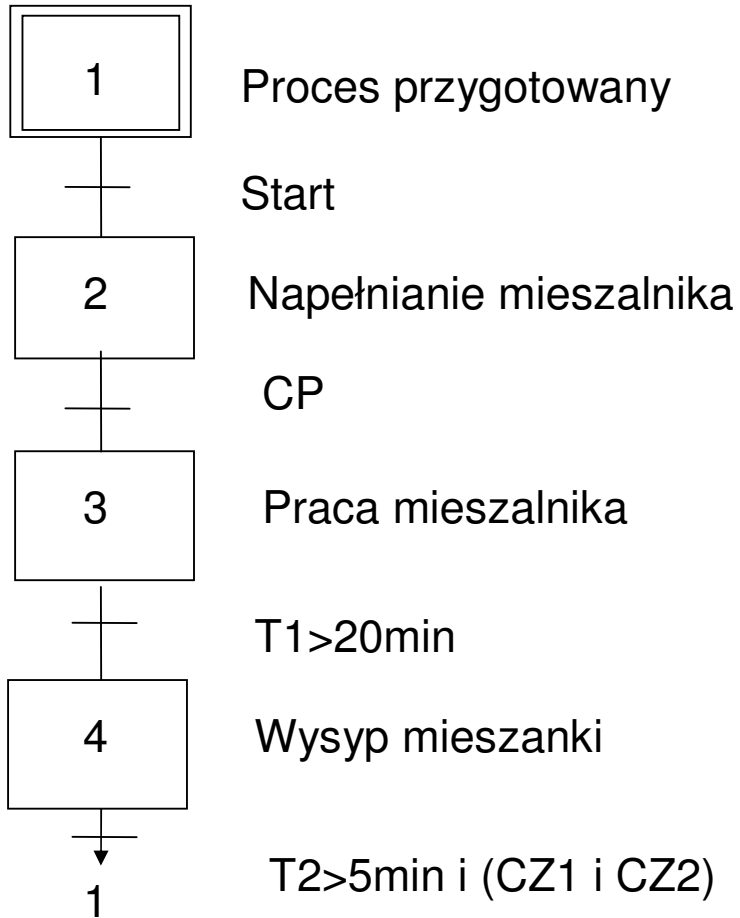 1
Proces przygotowany
Start
2
Napełnianie mieszalnika
CP
3
Praca mieszalnika
T1>20min
4
Wysyp mieszanki
T2>5min i (CZ1 i CZ2)
1